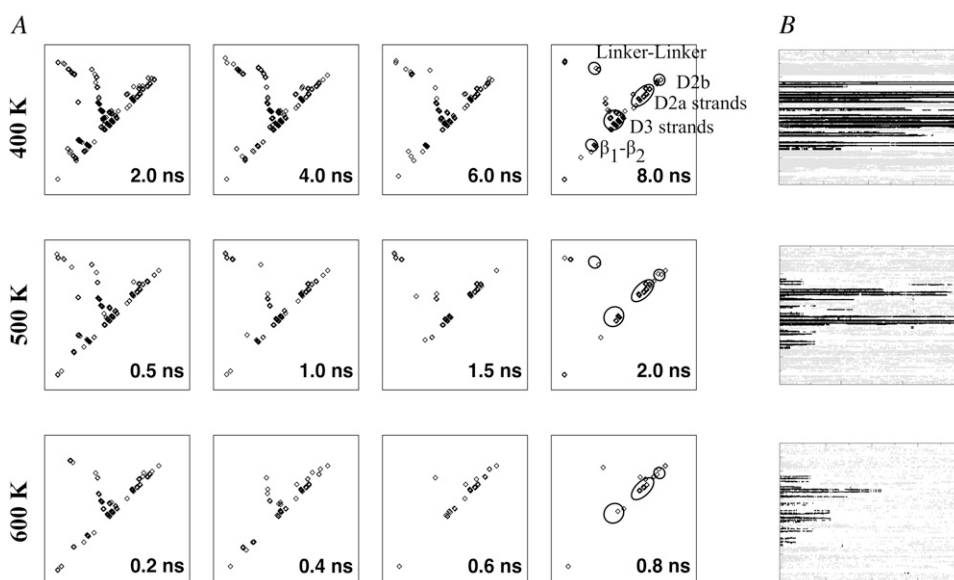 A
B
400 K
Linker-Linker
D2b
D2a strands
D3 strands
β₁-β₂
2.0 ns
4.0 ns
6.0 ns
8.0 ns
500 K
0.5 ns
1.0 ns
1.5 ns
2.0 ns
600 K
0.2 ns
0.4 ns
0.6 ns
0.8 ns